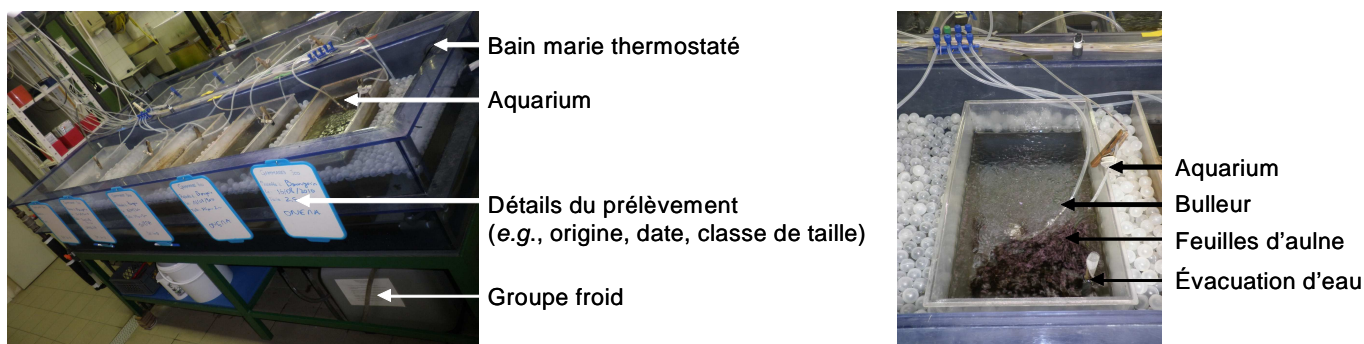 Bain marie thermostaté
Aquarium
Détails du prélèvement
(e.g., origine, date, classe de taille)
Groupe froid
ONEMA
Aquarium
Bulleur
Feuilles d'aulne
Évacuation d'eau